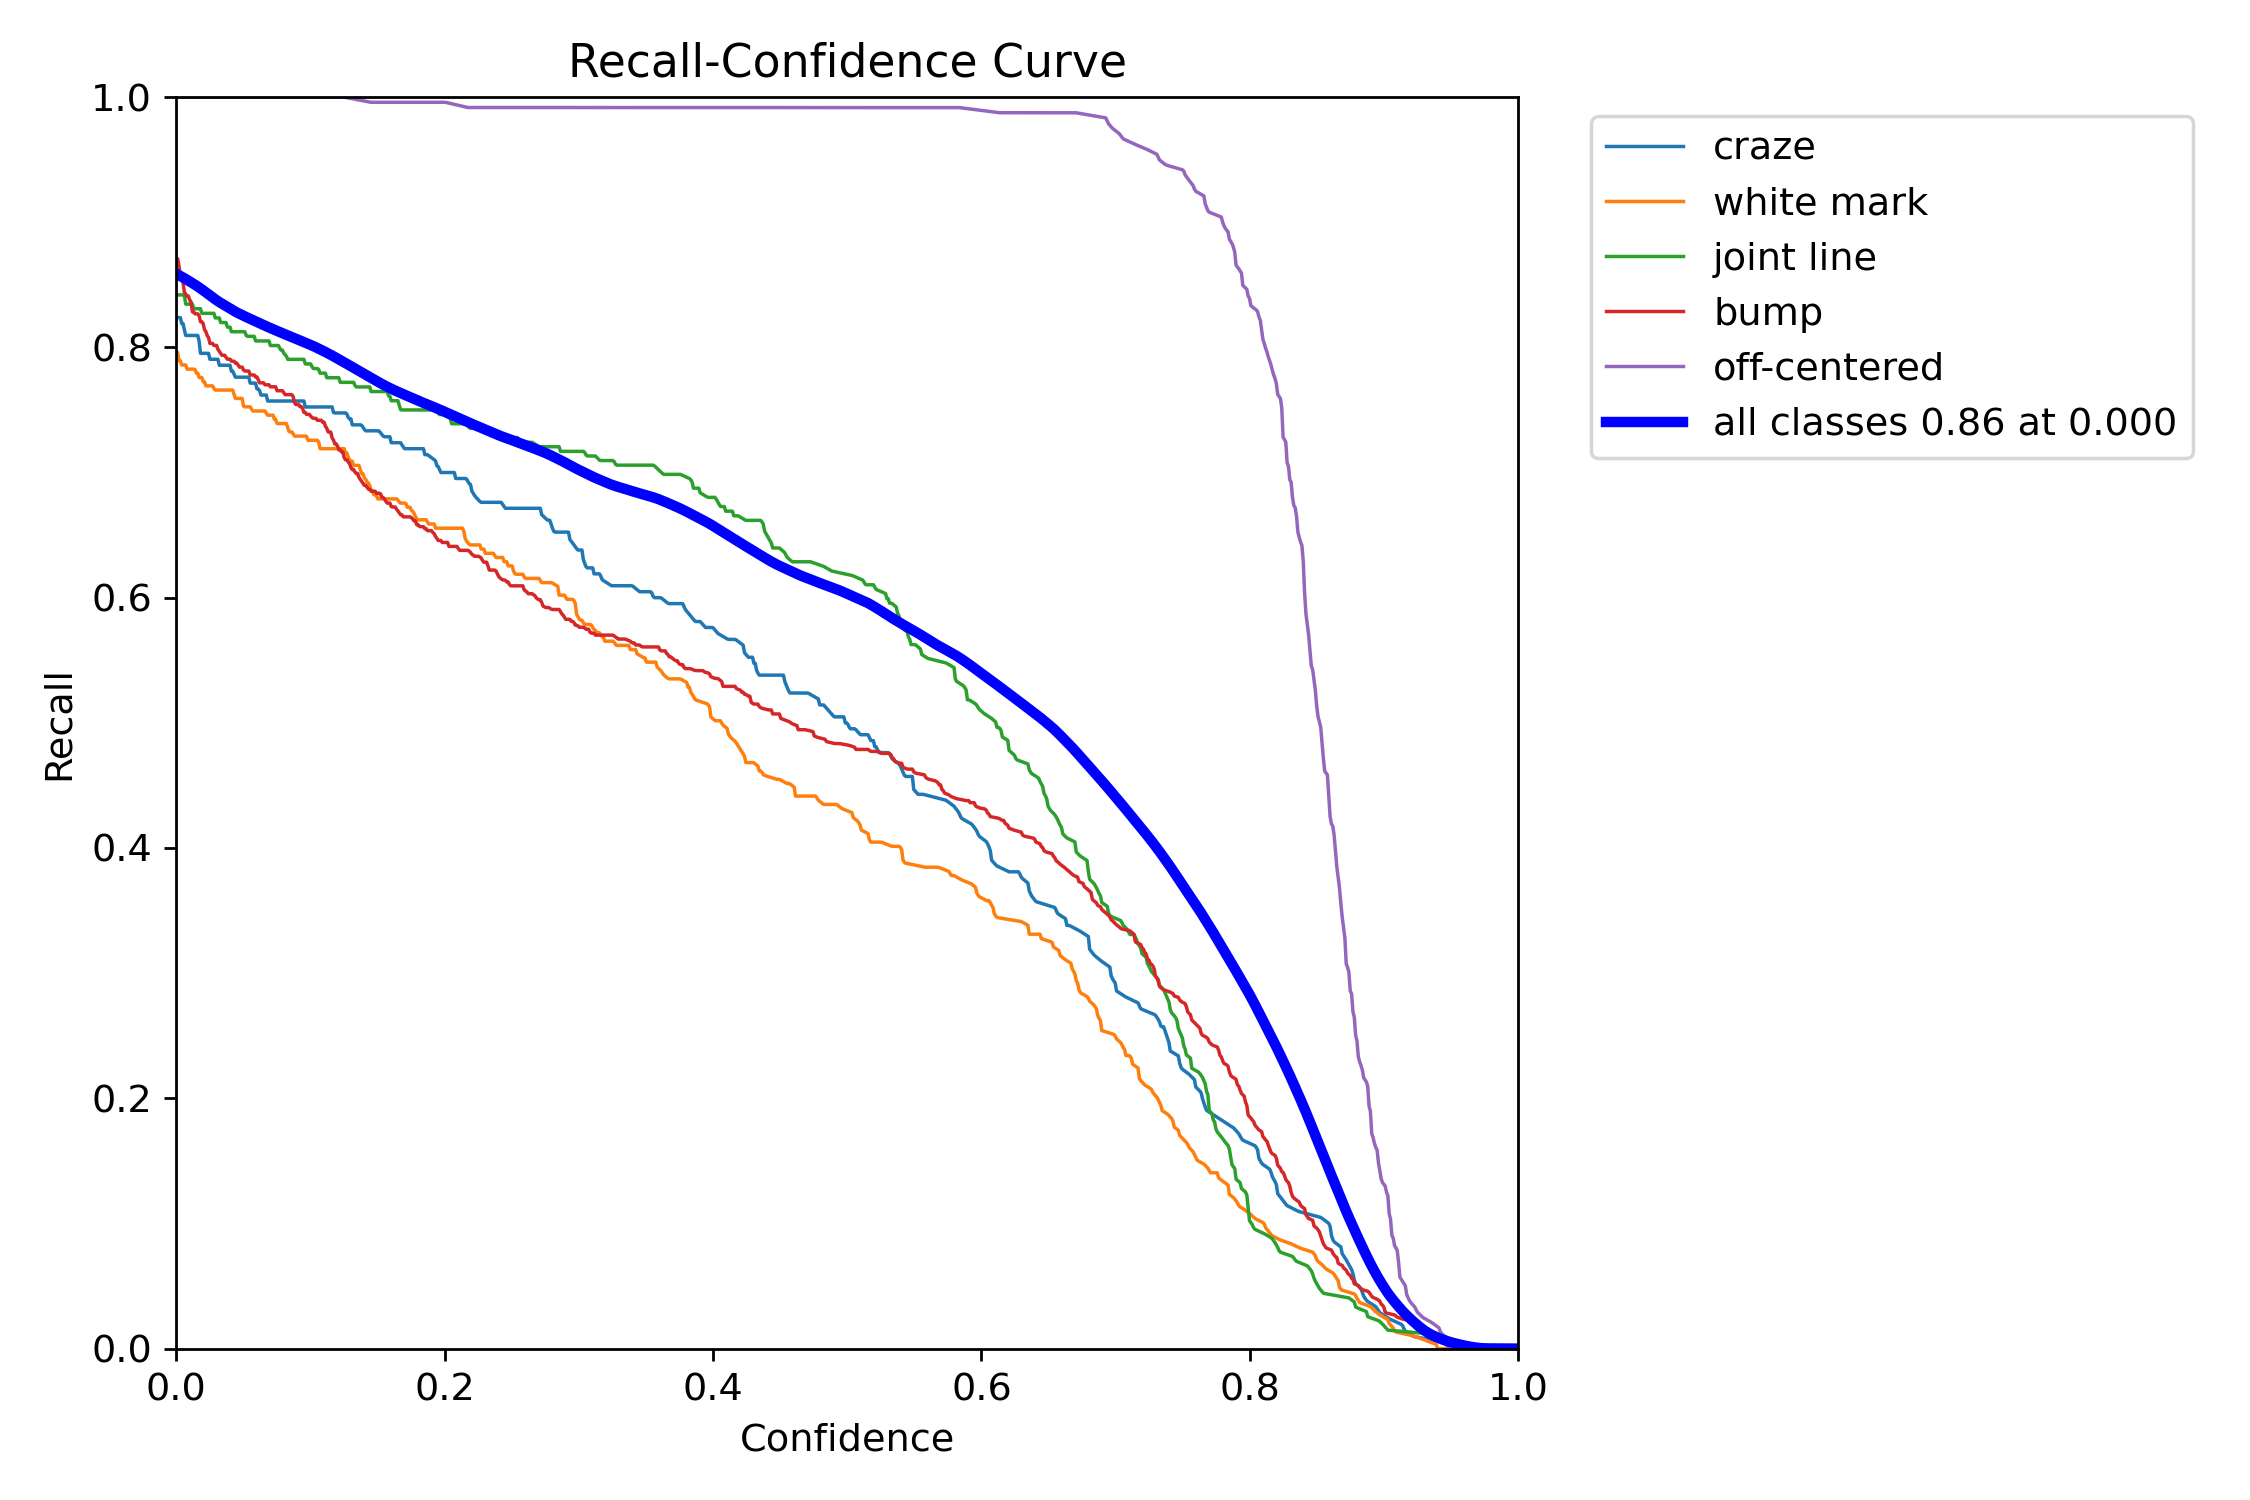 Recall-Confidence Curve
1.0
0.8
0.6
0.4
0.2
0.0
Recall
0.0 0.2 0.4 0.6 0.8 1.0
Confidence
craze
white mark
joint line
bump
off-centered
all classes 0.86 at 0.000